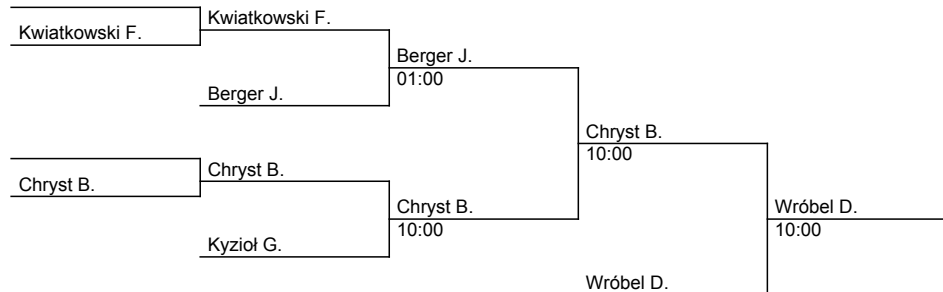 Kwiatkowski F.
Kwiatkowski F.
Berger J.
01:00
Berger J.
Chryst B.
10:00
Chryst B.
Chryst B.
Chryst B.
10:00
Wróbel D.
10:00
Kyzioł G.
Wróbel D.